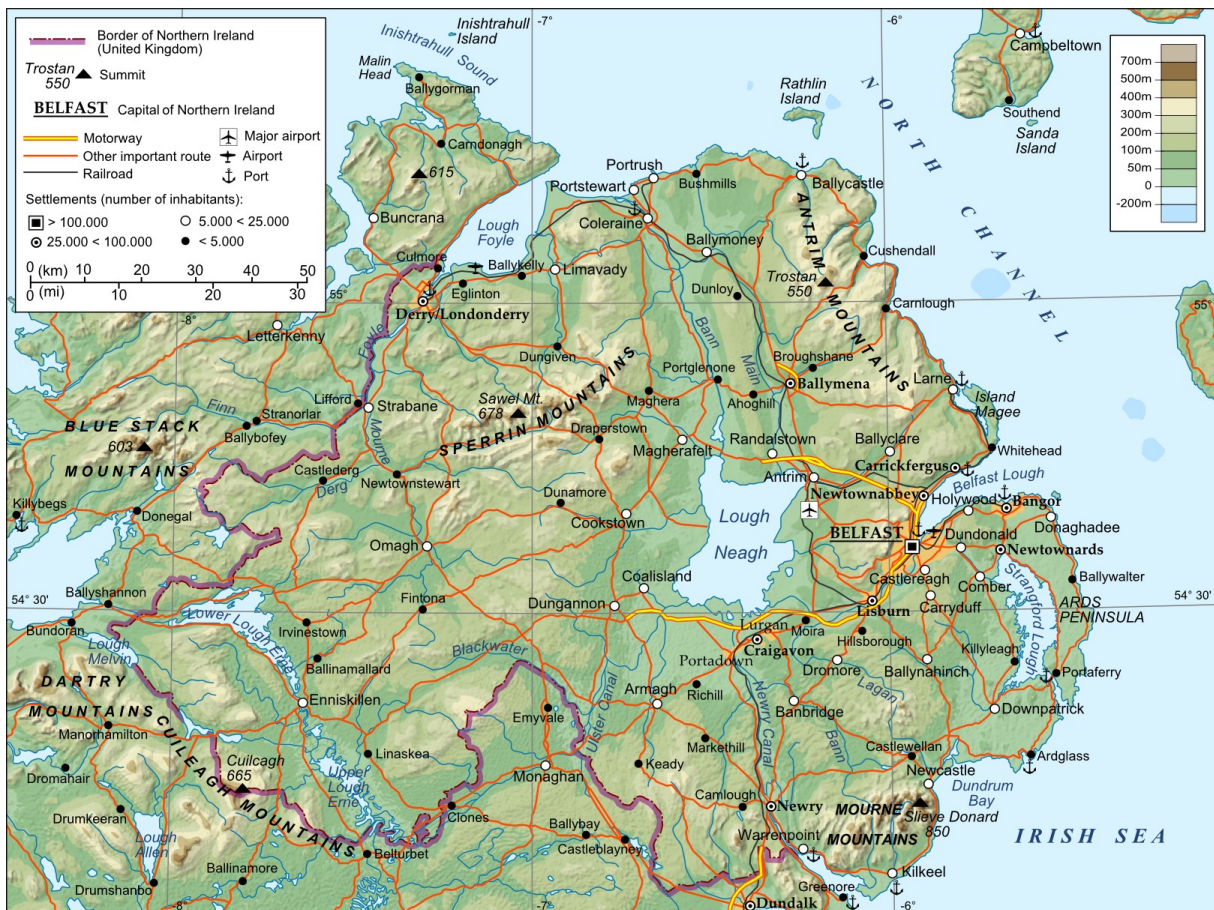 Border of Northern Ireland
(United Kingdom)
Trostan
550
Summit
BELFAST Capital of Northern Ireland
Motorway
Major airport
Other important route
Airport
Railroad
Port
Settlements (number of inhabitants):
> 100.000
5.000 < 25.000
25.000 < 100.000
< 5.000
0 (km) 10 20 30 40 50
0 (mi) 10 20 30
700m
500m
400m
300m
200m
100m
50m
0
-200m
-7°
-6°
Inishtrahull
Island
Inishtrahull Sound
Malin
Head
Ballygorman
Carndonagh
615
Buncrana
Culmore
Lough
Foyle
Rathlin
Island
NORTH CHANNEL
Campbeltown
Southend
Sanda
Island
Portrush
Portstewart
Bushmills
Ballycastle
Coleraine
Ballymoney
Cushendall
ANTRIM MOUNTAINS
Trostan
550
Ballykelly
Limavady
Eglinton
Dunloy
Carnlough
55°
55°
-8°
Derry/Londonderry
Letterkenny
Foyle
Bann
Main
Dungiven
Broughshane
Portglenone
Ballymena
Larne
Island
Magee
Lifford
Strabane
Sawel Mt.
678
SPERRIN MOUNTAINS
Maghera
Ahoghill
Finn
Stranorlar
Ballybofey
BLUE STACK
603
MOUNTAINS
Mourne
Draperstown
Magherafelt
Randalstown
Ballyclare
Whitehead
Carrickfergus
Castlederg
Derg
Newtownstewart
Antrim
Newtownabbey
Belfast Lough
Holywood
Bangor
Killybegs
Donegal
Dunamore
Cookstown
Lough
Neagh
BELFAST
Dundonald
Donaghadee
Newtownards
Omagh
Castlereagh
Comber
Ballywalter
Coalisland
Ballyshannon
54° 30'
Fintona
Dungannon
Lisburn
Carryduff
Strangford Lough
ARDS
PENINSULA
54° 30'
Bundoran
Lower Lough Erne
Irvinestown
Lurgan
Moira
Hillsborough
Craigavon
Lough
Melvin
Ballinamallard
Blackwater
Portadown
Dromore
Ballynahinch
Killyleagh
Portaferry
DARTRY
MOUNTAINS
Enniskillen
Armagh
Richill
Lagan
Banbridge
Downpatrick
Manorhamilton
CUILEAGH MOUNTAINS
Emyvale
Ulster Canal
Newry Canal
Bann
Markethill
Linaskea
Castlewellan
Ardglass
Dromahair
Cuilcagh
665
Upper
Lough
Erne
Monaghan
Keady
Newcastle
Dundrum
Bay
Drumkeeran
Clones
Camlough
Newry
MOURNE
MOUNTAINS
Slieve Donard
850
IRISH SEA
Lough
Allen
Belturbet
Ballybay
Castleblayney
Warrenpoint
Ballinamore
Kilkeel
Drumshanbo
Greenore
Dundalk
-8°
-7°
-6°